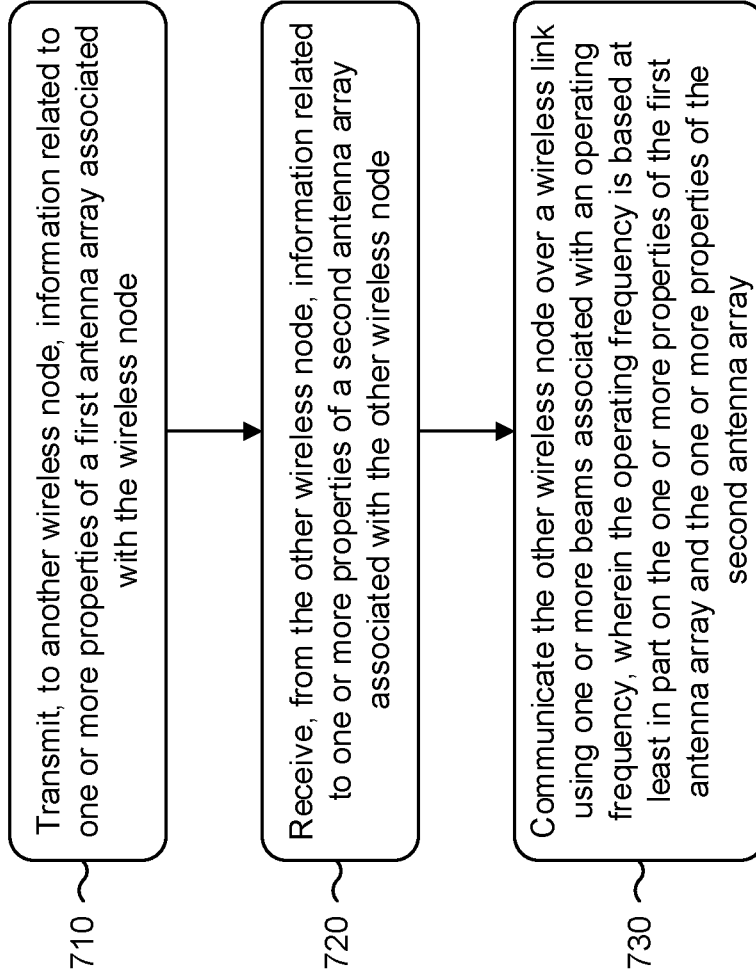 710
Transmit, to another wireless node, information related to
one or more properties of a first antenna array associated
with the wireless node
720
Receive, from the other wireless node, information related
to one or more properties of a second antenna array
associated with the other wireless node
730
Communicate the other wireless node over a wireless link
using one or more beams associated with an operating
frequency, wherein the operating frequency is based at
least in part on the one or more properties of the first
antenna array and the one or more properties of the
second antenna array